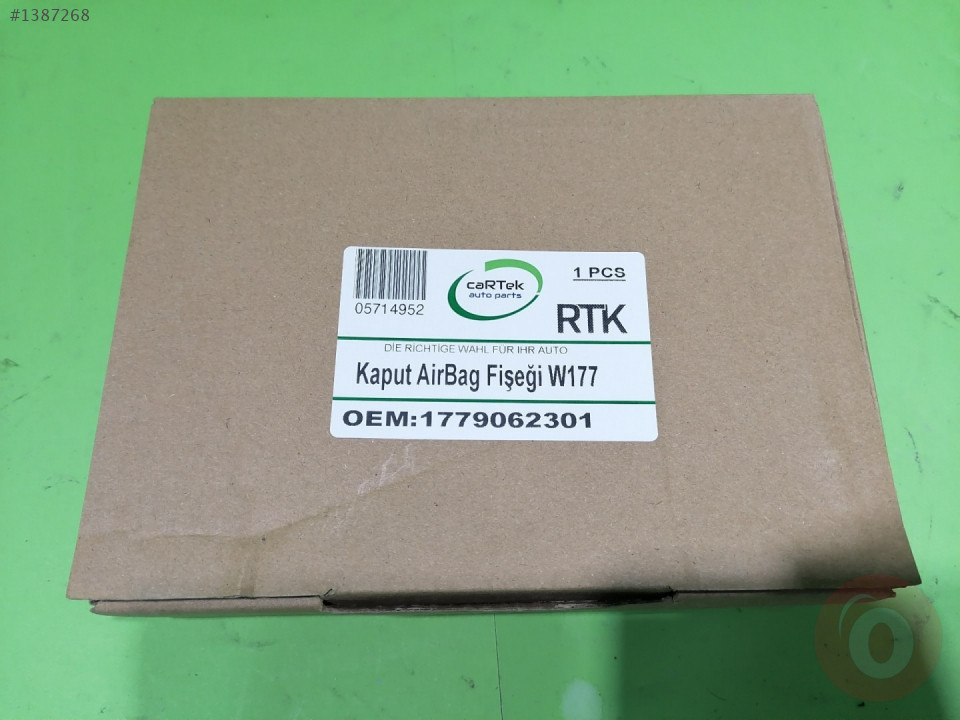 #1387268
05714952
caRTek
auto parts
1 PCS
RTK
DIE RICHTIGE WAHL FÜR IHR AUTO
Kaput AirBag Fişeği W177
OEM:1779062301